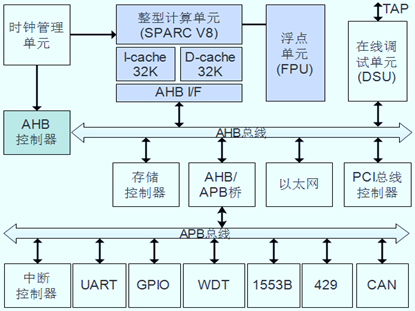 TAP
时钟管理
单元
整型计算单元
(SPARC V8)
I-cache
32K
D-cache
32K
AHB I/F
浮点
单元
(FPU)
在线调
试单元
(DSU)
AHB
控制器
AHB总线
存储
控制器
AHB/
APB桥
以太网
PCI总线
控制器
APB总线
中断
控制器
UART
GPIO
WDT
1553B
429
CAN